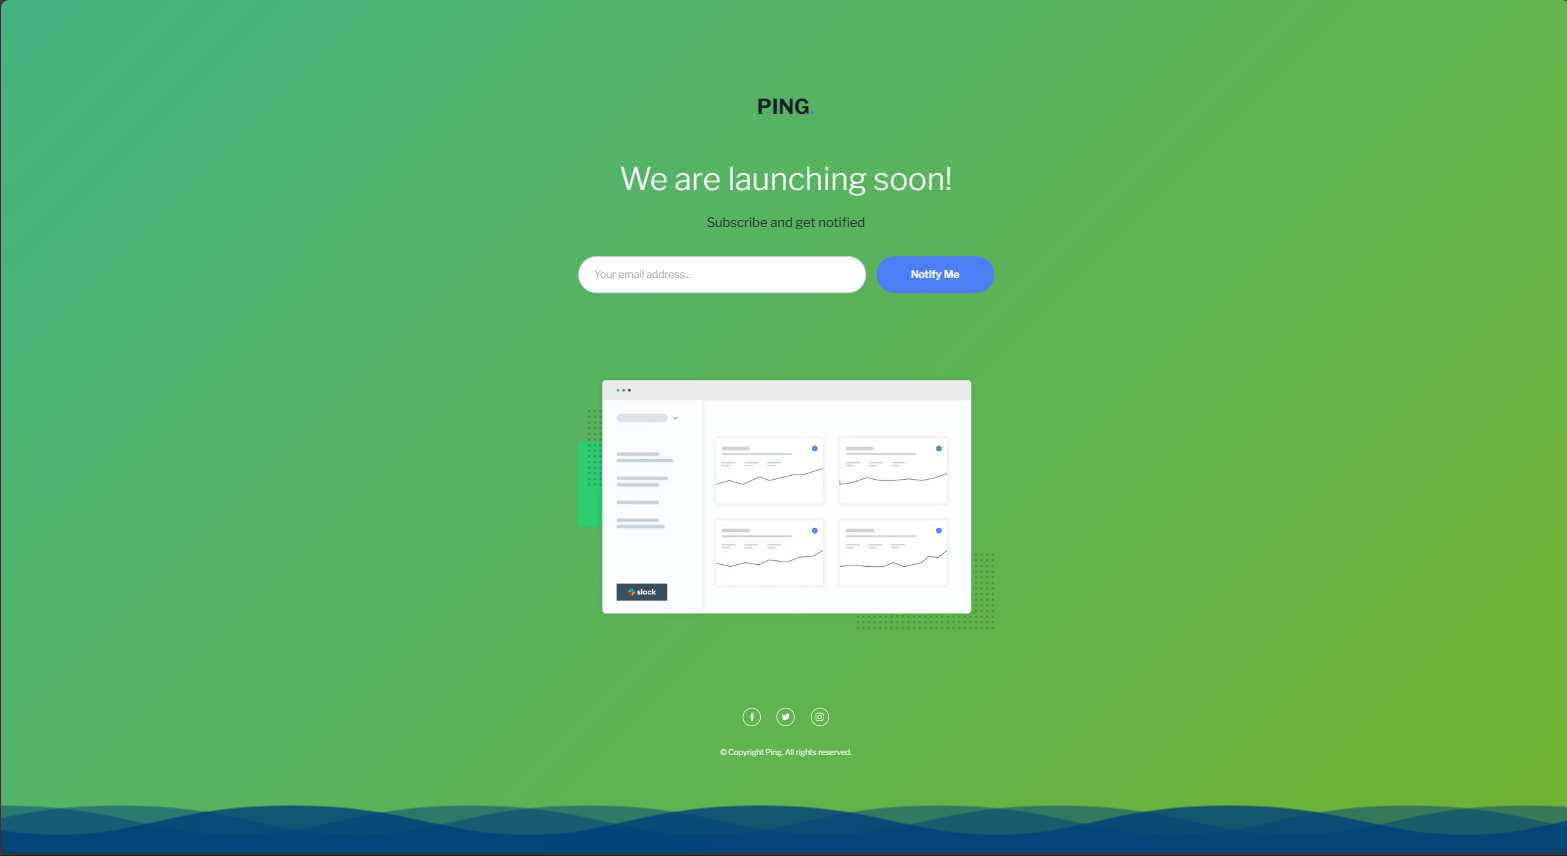 PING.
We are launching soon!
Subscribe and get notified
Your email address...
Notify Me
slack
© Copyright Ping. All rights reserved.